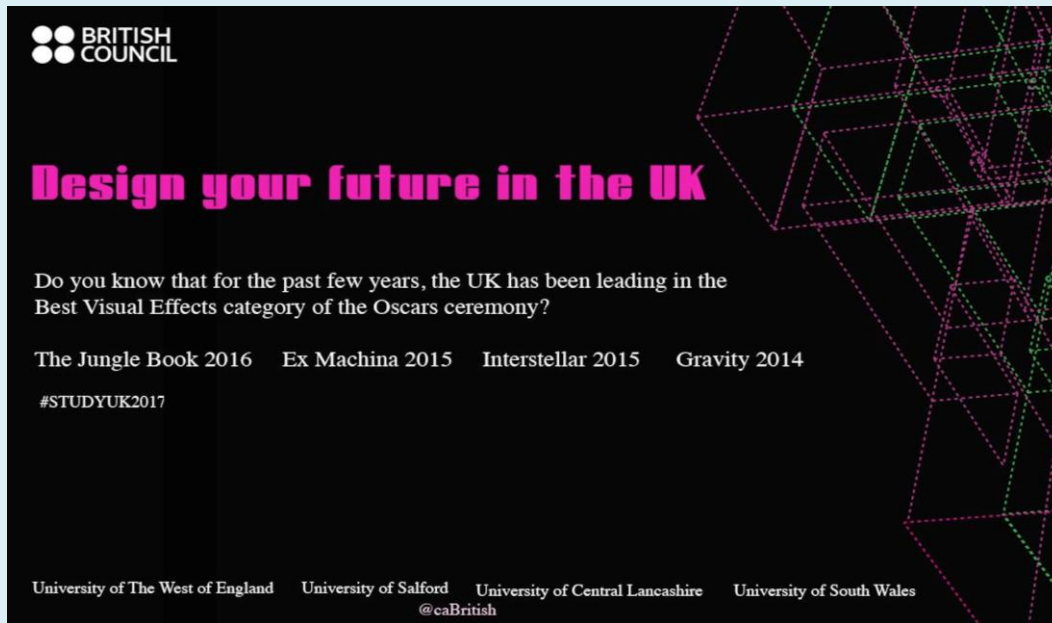 BRITISH
COUNCIL
Design your future in the UK
Do you know that for the past few years, the UK has been leading in the
Best Visual Effects category of the Oscars ceremony?
The Jungle Book 2016 Ex Machina 2015 Interstellar 2015 Gravity 2014
#STUDYUK2017
University of The West of England University of Salford University of Central Lancashire University of South Wales
@caBritish